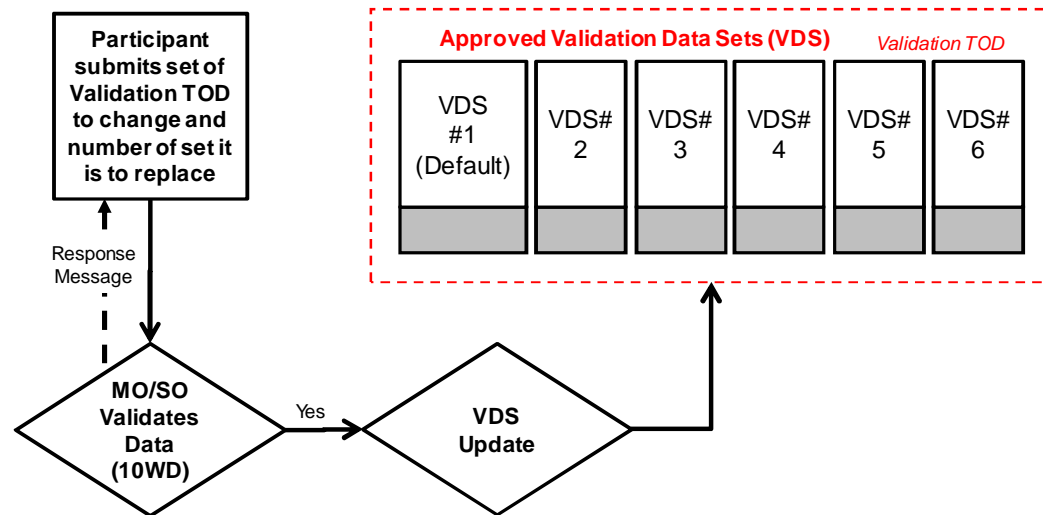 Participant
submits set of
Validation TOD
to change and
number of set it
is to replace
Approved Validation Data Sets (VDS)
Validation TOD
VDS
#1
(Default)
VDS#
2
VDS#
3
VDS#
4
VDS#
5
VDS#
6
Response
Message
MO/SO
Validates
Data
(10WD)
Yes
VDS
Update